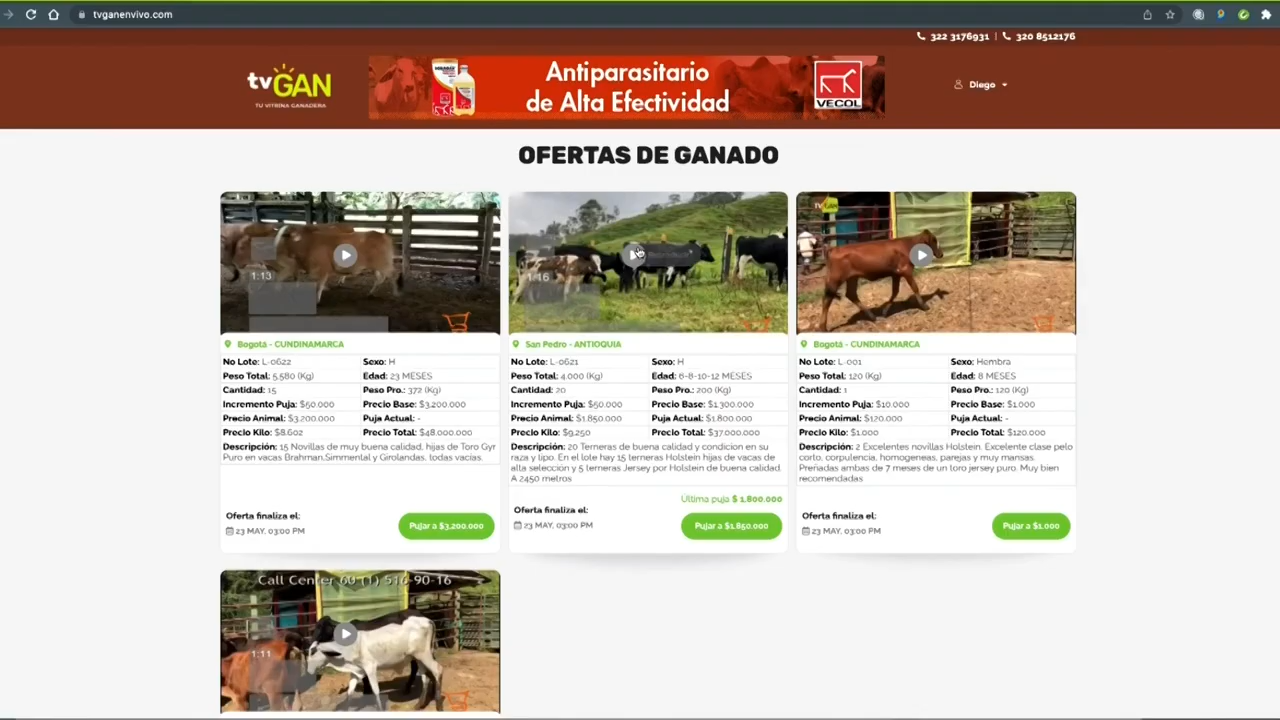 tvganenvivo.com
322 3176931 | 320 8512176
tvGAN
TU VITRINA GANADERA
Antiparasitario
de Alta Efectividad
VECOL
Diego
OFERTAS DE GANADO
1:13
1:16
tvGAN
Bogotá - CUNDINAMARCA
No Lote: L-0622 Sexo: H
Peso Total: 5.580 (Kg) Edad: 23 MESES
Cantidad: 15 Peso Pro.: 372 (Kg)
Incremento Puja: $50.000 Precio Base: $3.200.000
Precio Animal: $3.200.000 Puja Actual: -
Precio Kilo: $8.602 Precio Total: $48.000.000
Descripción: 15 Novillas de muy buena calidad, hijas de Toro Gyr
Puro en vacas Brahman,Simmental y Girolandas, todas vacías.
Oferta finaliza el:
23 MAY, 03:00 PM
Pujar a $3,200.000
San Pedro - ANTIOQUIA
No Lote: L-0621 Sexo: H
Peso Total: 4.000 (Kg) Edad: 6-8-10-12 MESES
Cantidad: 20 Peso Pro.: 200 (Kg)
Incremento Puja: $50.000 Precio Base: $1.300.000
Precio Animal: $1.850.000 Puja Actual: $1.800.000
Precio Kilo: $9.250 Precio Total: $37.000.000
Descripción: 20 Terneras de buena calidad y condicion en su
raza y lipo. En el lote hay 15 terneras Holstein hijas de vacas de
alta selección y 5 terneras Jersey por Holstein de buena calidad.
A 2450 metros
Última puja $ 1.800.000
Oferta finaliza el:
23 MAY, 03:00 PM
Pujar a $1.850.000
Bogotá - CUNDINAMARCA
No Lote: L-001 Sexo: Hembra
Peso Total: 120 (Kg) Edad: 8 MESES
Cantidad: 1 Peso Pro.: 120 (Kg)
Incremento Puja: $10.000 Precio Base: $1.000
Precio Animal: $120.000 Puja Actual: -
Precio Kilo: $1.000 Precio Total: $120.000
Descripción: 2 Excelentes novillas Holstein. Excelente clase pelo
corto, corpulencia, homogeneas, parejas y muy mansas.
Preñadas ambas de 7 meses de un toro jersey puro. Muy bien
recomendadas
Oferta finaliza el:
23 MAY, 03:00 PM
Pujar a $1.000
Call Center 60 (1) 516-90-16
1:11